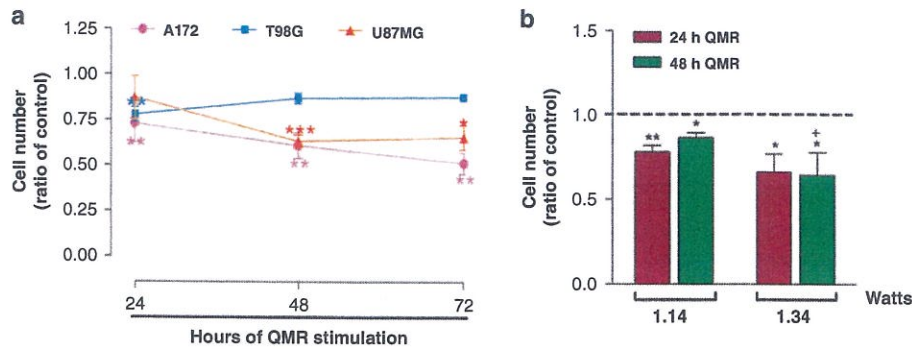 a
A172 T98G U87MG
Cell number
(ratio of control)
1.25
1.00
0.75
0.50
0.25
0.00
** ** *** ** * **
24 48 72
Hours of QMR stimulation
b
24 h QMR
48 h QMR
Cell number
(ratio of control)
1.5
1.0
0.5
0.0
** * * + *
Watts
1.14 1.34